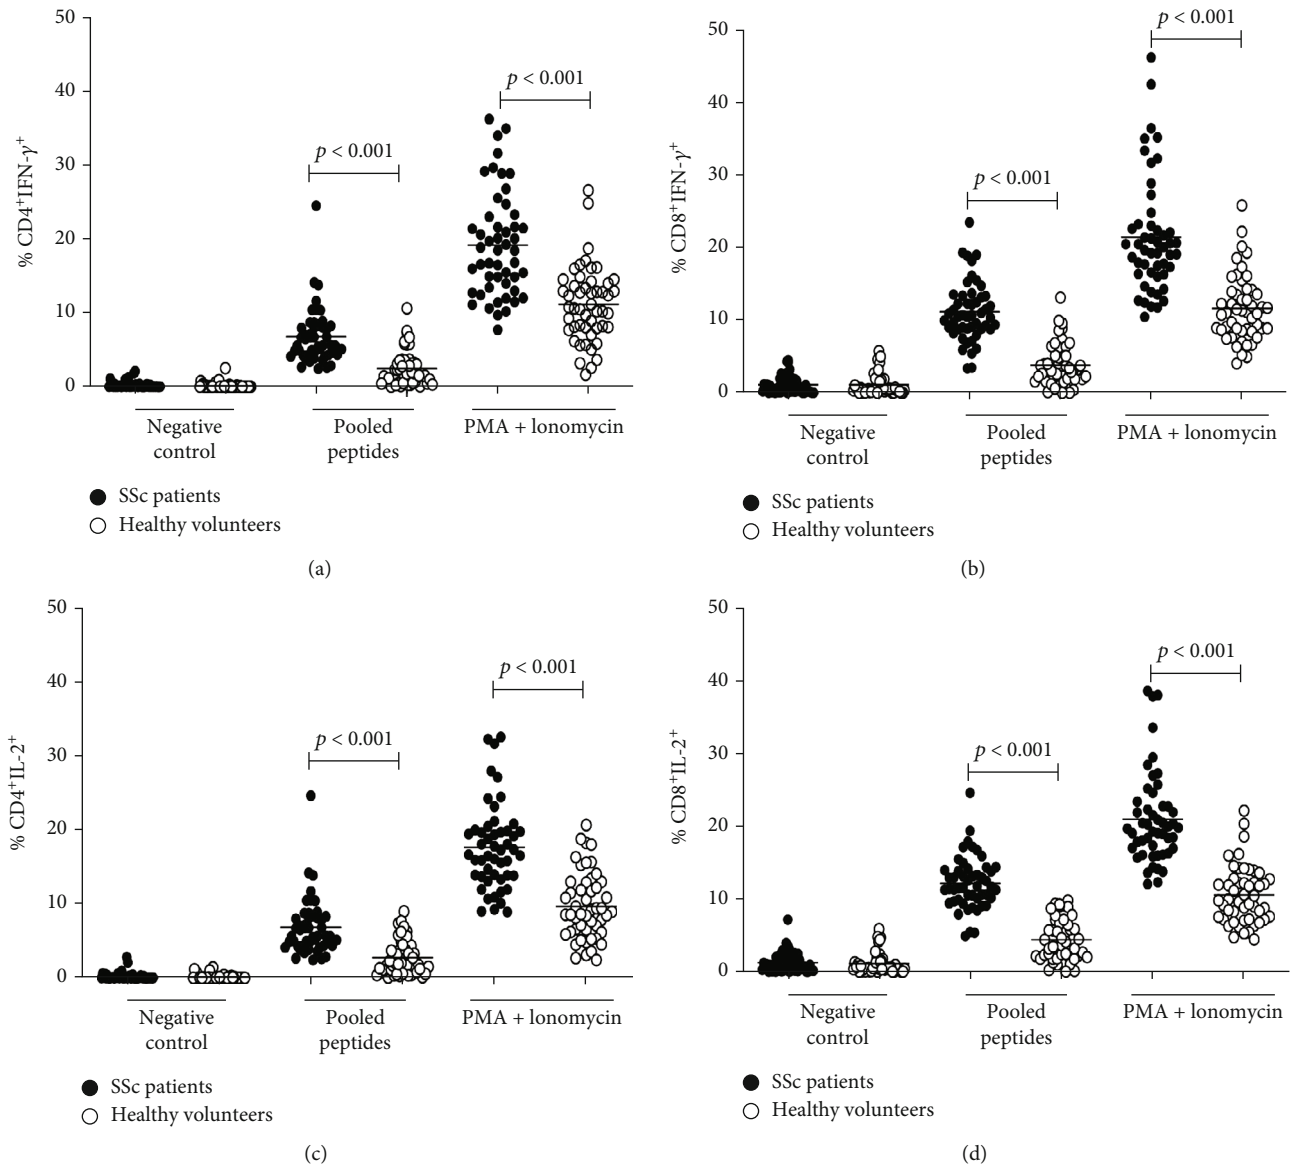 % CD4⁺IFN-γ⁺
50
40
30
20
10
0
p < 0.001
p < 0.001
Negative
control
Pooled
peptides
PMA + lonomycin
SSc patients
Healthy volunteers
(a)
% CD8⁺IFN-γ⁺
50
40
30
20
10
0
p < 0.001
p < 0.001
Negative
control
Pooled
peptides
PMA + lonomycin
SSc patients
Healthy volunteers
(b)
% CD4⁺IL-2⁺
50
40
30
20
10
0
p < 0.001
p < 0.001
Negative
control
Pooled
peptides
PMA + lonomycin
SSc patients
Healthy volunteers
(c)
% CD8⁺IL-2⁺
50
40
30
20
10
0
p < 0.001
p < 0.001
Negative
control
Pooled
peptides
PMA + lonomycin
SSc patients
Healthy volunteers
(d)